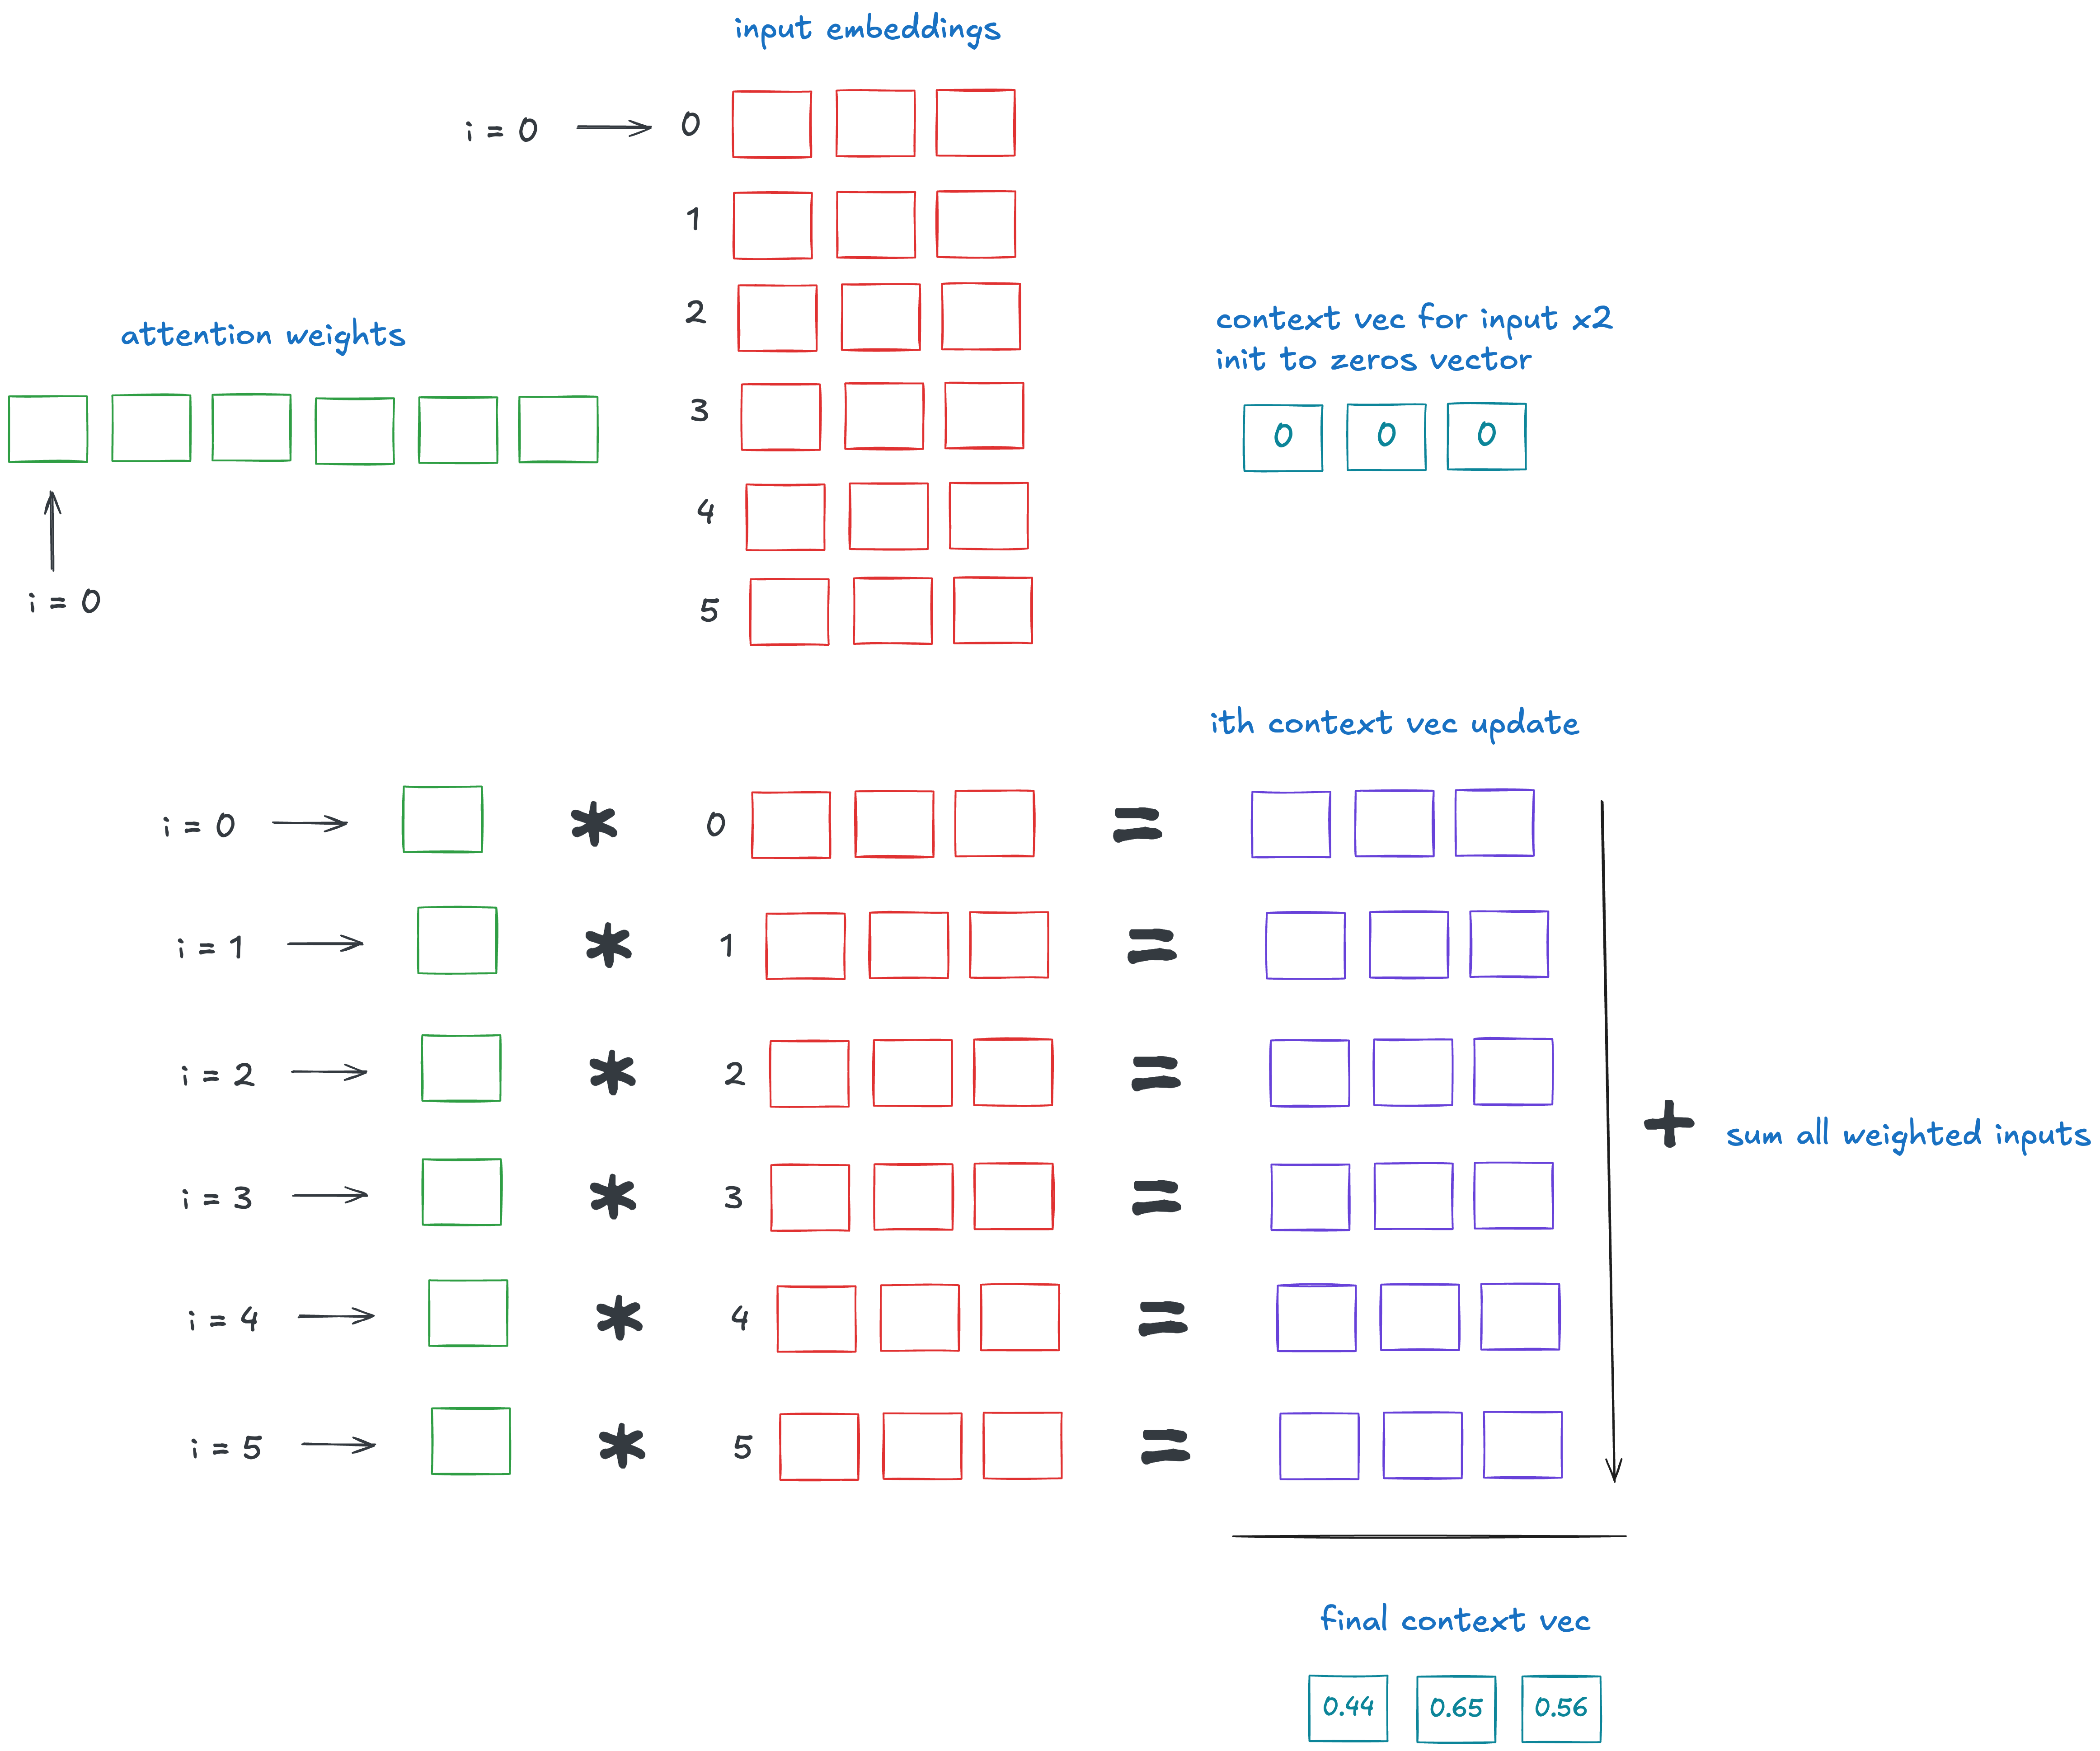 input embeddings
i = 0 0
1
2
3
4
5
attention weights
i = 0
context vec for input x2
init to zeros vector
0 0 0
ith context vec update
i = 0 * 0 =
i = 1 * 1 =
i = 2 * 2 =
i = 3 * 3 =
i = 4 * 4 =
i = 5 * 5 =
+ sum all weighted inputs
final context vec
0.44 0.65 0.56